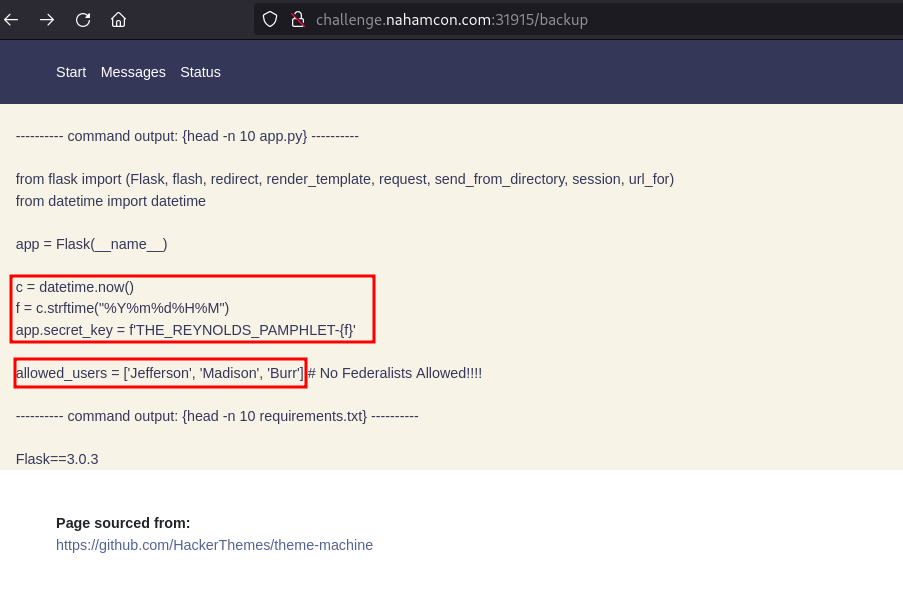 challenge.nahamcon.com:31915/backup
Start Messages Status
---------- command output: {head -n 10 app.py} ----------
from flask import (Flask, flash, redirect, render_template, request, send_from_directory, session, url_for)
from datetime import datetime
app = Flask(__name__)
c = datetime.now()
f = c.strftime("%Y%m%d%H%M")
app.secret_key = f'THE_REYNOLDS_PAMPHLET-{f}'
allowed_users = ['Jefferson', 'Madison', 'Burr'] # No Federalists Allowed!!!!
---------- command output: {head -n 10 requirements.txt} ----------
Flask==3.0.3
Page sourced from:
https://github.com/HackerThemes/theme-machine